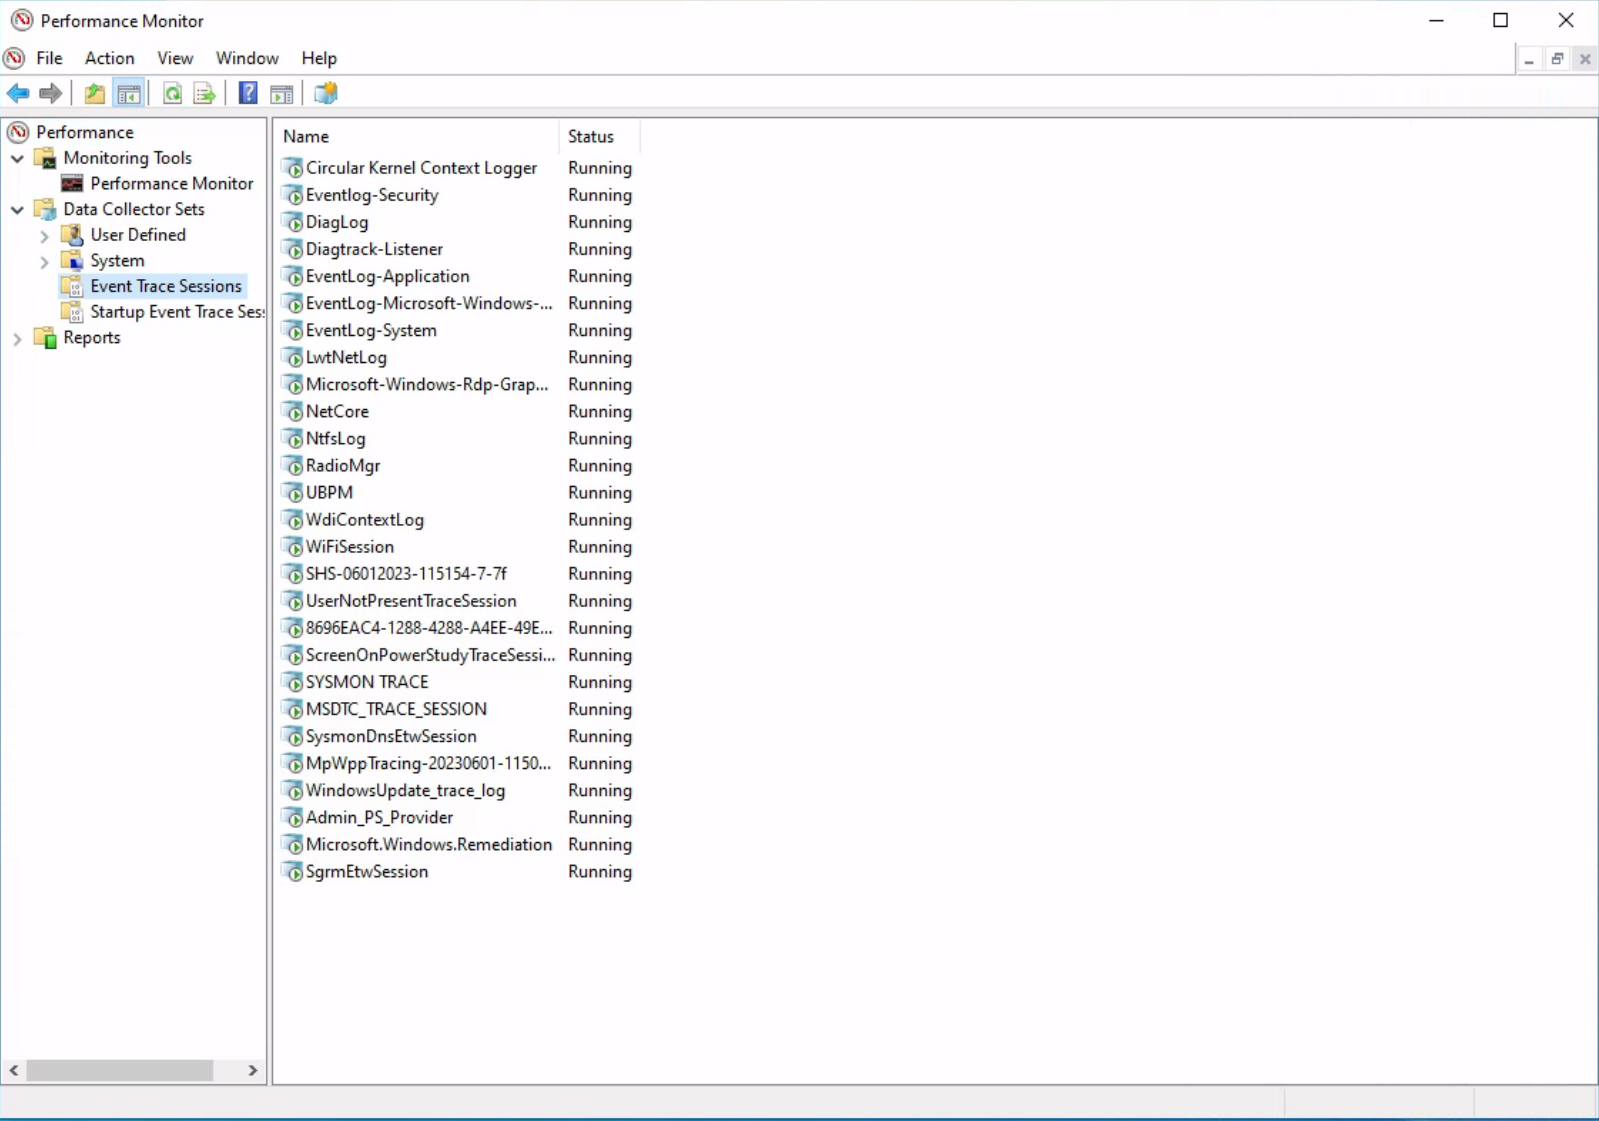 Performance Monitor
File Action View Window Help
Performance
Monitoring Tools
Performance Monitor
Data Collector Sets
User Defined
System
Event Trace Sessions
Startup Event Trace Ses
Reports
Name Status
Circular Kernel Context Logger Running
Eventlog-Security Running
DiagLog Running
Diagtrack-Listener Running
EventLog-Application Running
EventLog-Microsoft-Windows-... Running
EventLog-System Running
LwtNetLog Running
Microsoft-Windows-Rdp-Grap... Running
NetCore Running
NtfsLog Running
RadioMgr Running
UBPM Running
WdiContextLog Running
WiFiSession Running
SHS-06012023-115154-7-7f Running
UserNotPresentTraceSession Running
8696EAC4-1288-4288-A4EE-49E... Running
ScreenOnPowerStudyTraceSessi... Running
SYSMON TRACE Running
MSDTC_TRACE_SESSION Running
SysmonDnsEtwSession Running
MpWppTracing-20230601-1150... Running
WindowsUpdate_trace_log Running
Admin_PS_Provider Running
Microsoft.Windows.Remediation Running
SgrmEtwSession Running